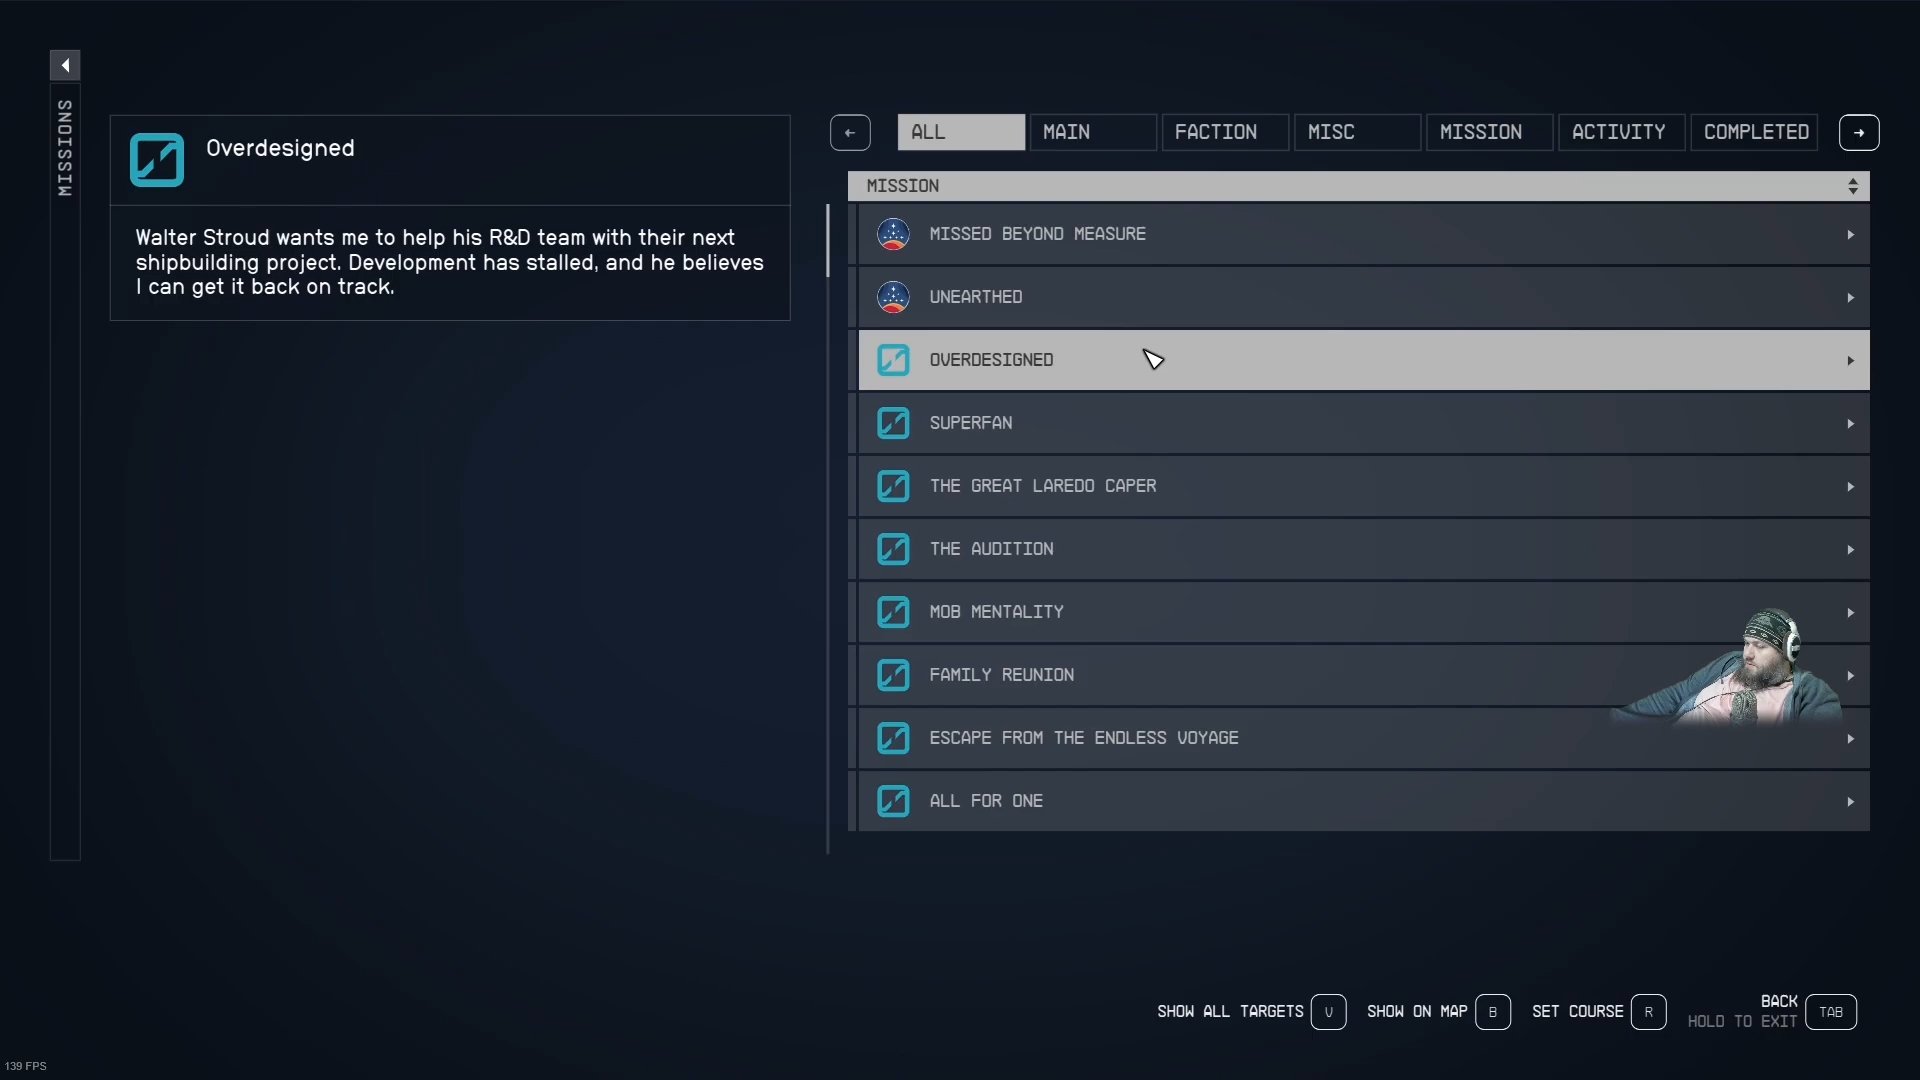 MISSIONS
Overdesigned
Walter Stroud wants me to help his R&D team with their next
shipbuilding project. Development has stalled, and he believes
I can get it back on track.
ALL MAIN FACTION MISC MISSION ACTIVITY COMPLETED
MISSION
MISSED BEYOND MEASURE
UNEARTHED
OVERDESIGNED
SUPERFAN
THE GREAT LAREDO CAPER
THE AUDITION
MOB MENTALITY
FAMILY REUNION
ESCAPE FROM THE ENDLESS VOYAGE
ALL FOR ONE
SHOW ALL TARGETS V SHOW ON MAP B SET COURSE R BACK TAB
HOLD TO EXIT
139 FPS